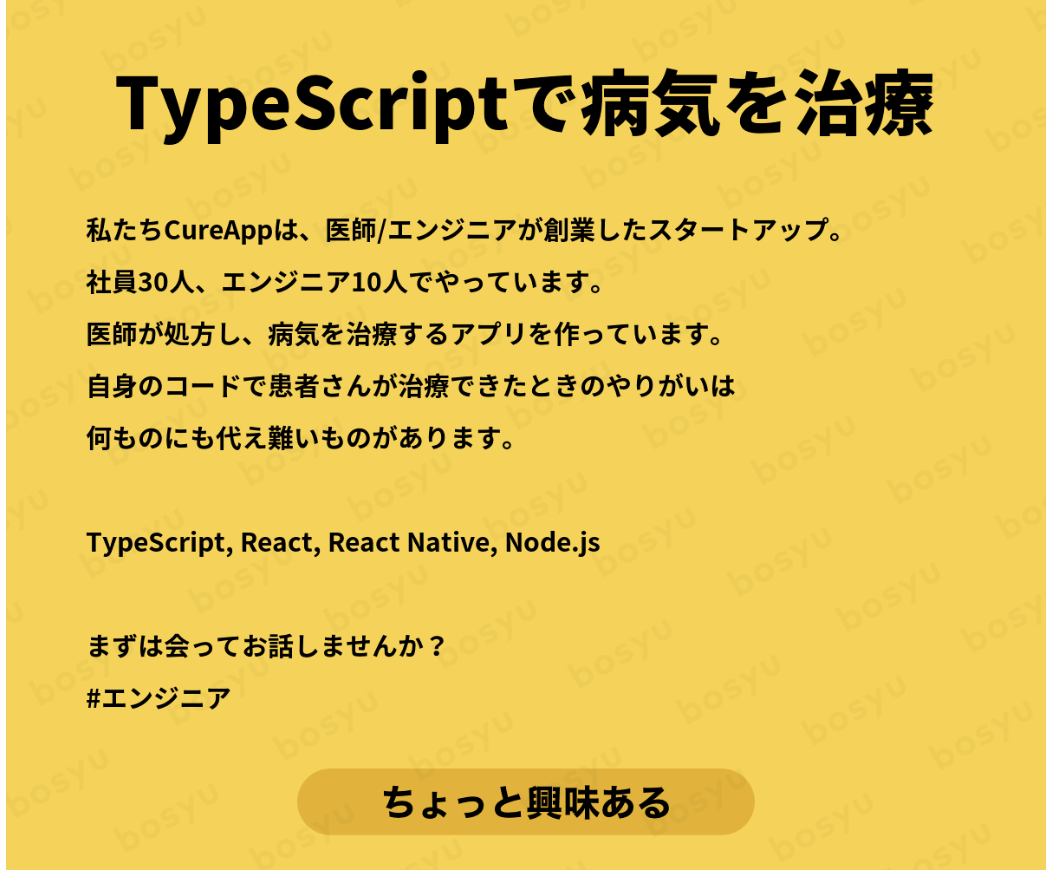 TypeScriptで病気を治療
私たちCureAppは、医師/エンジニアが創業したスタートアップ。
社員30人、エンジニア10人でやっています。
医師が処方し、病気を治療するアプリを作っています。
自身のコードで患者さんが治療できたときのやりがいは
何ものにも代え難いものがあります。
TypeScript, React, React Native, Node.js
まずは会ってお話しませんか？
#エンジニア
ちょっと興味ある
bosyu